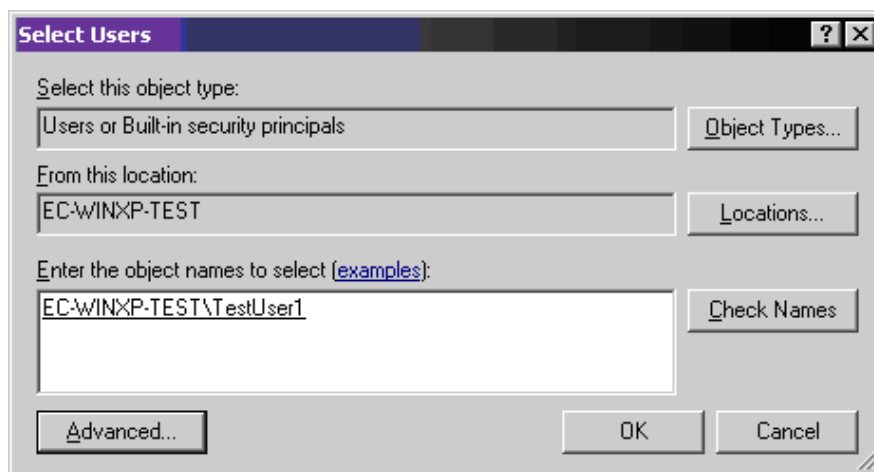 Select Users
Select this object type:
Users or Built-in security principals
Object Types...
From this location:
EC-WINXP-TEST
Locations...
Enter the object names to select (examples):
EC-WINXP-TEST\TestUser1
Check Names
Advanced...
OK
Cancel